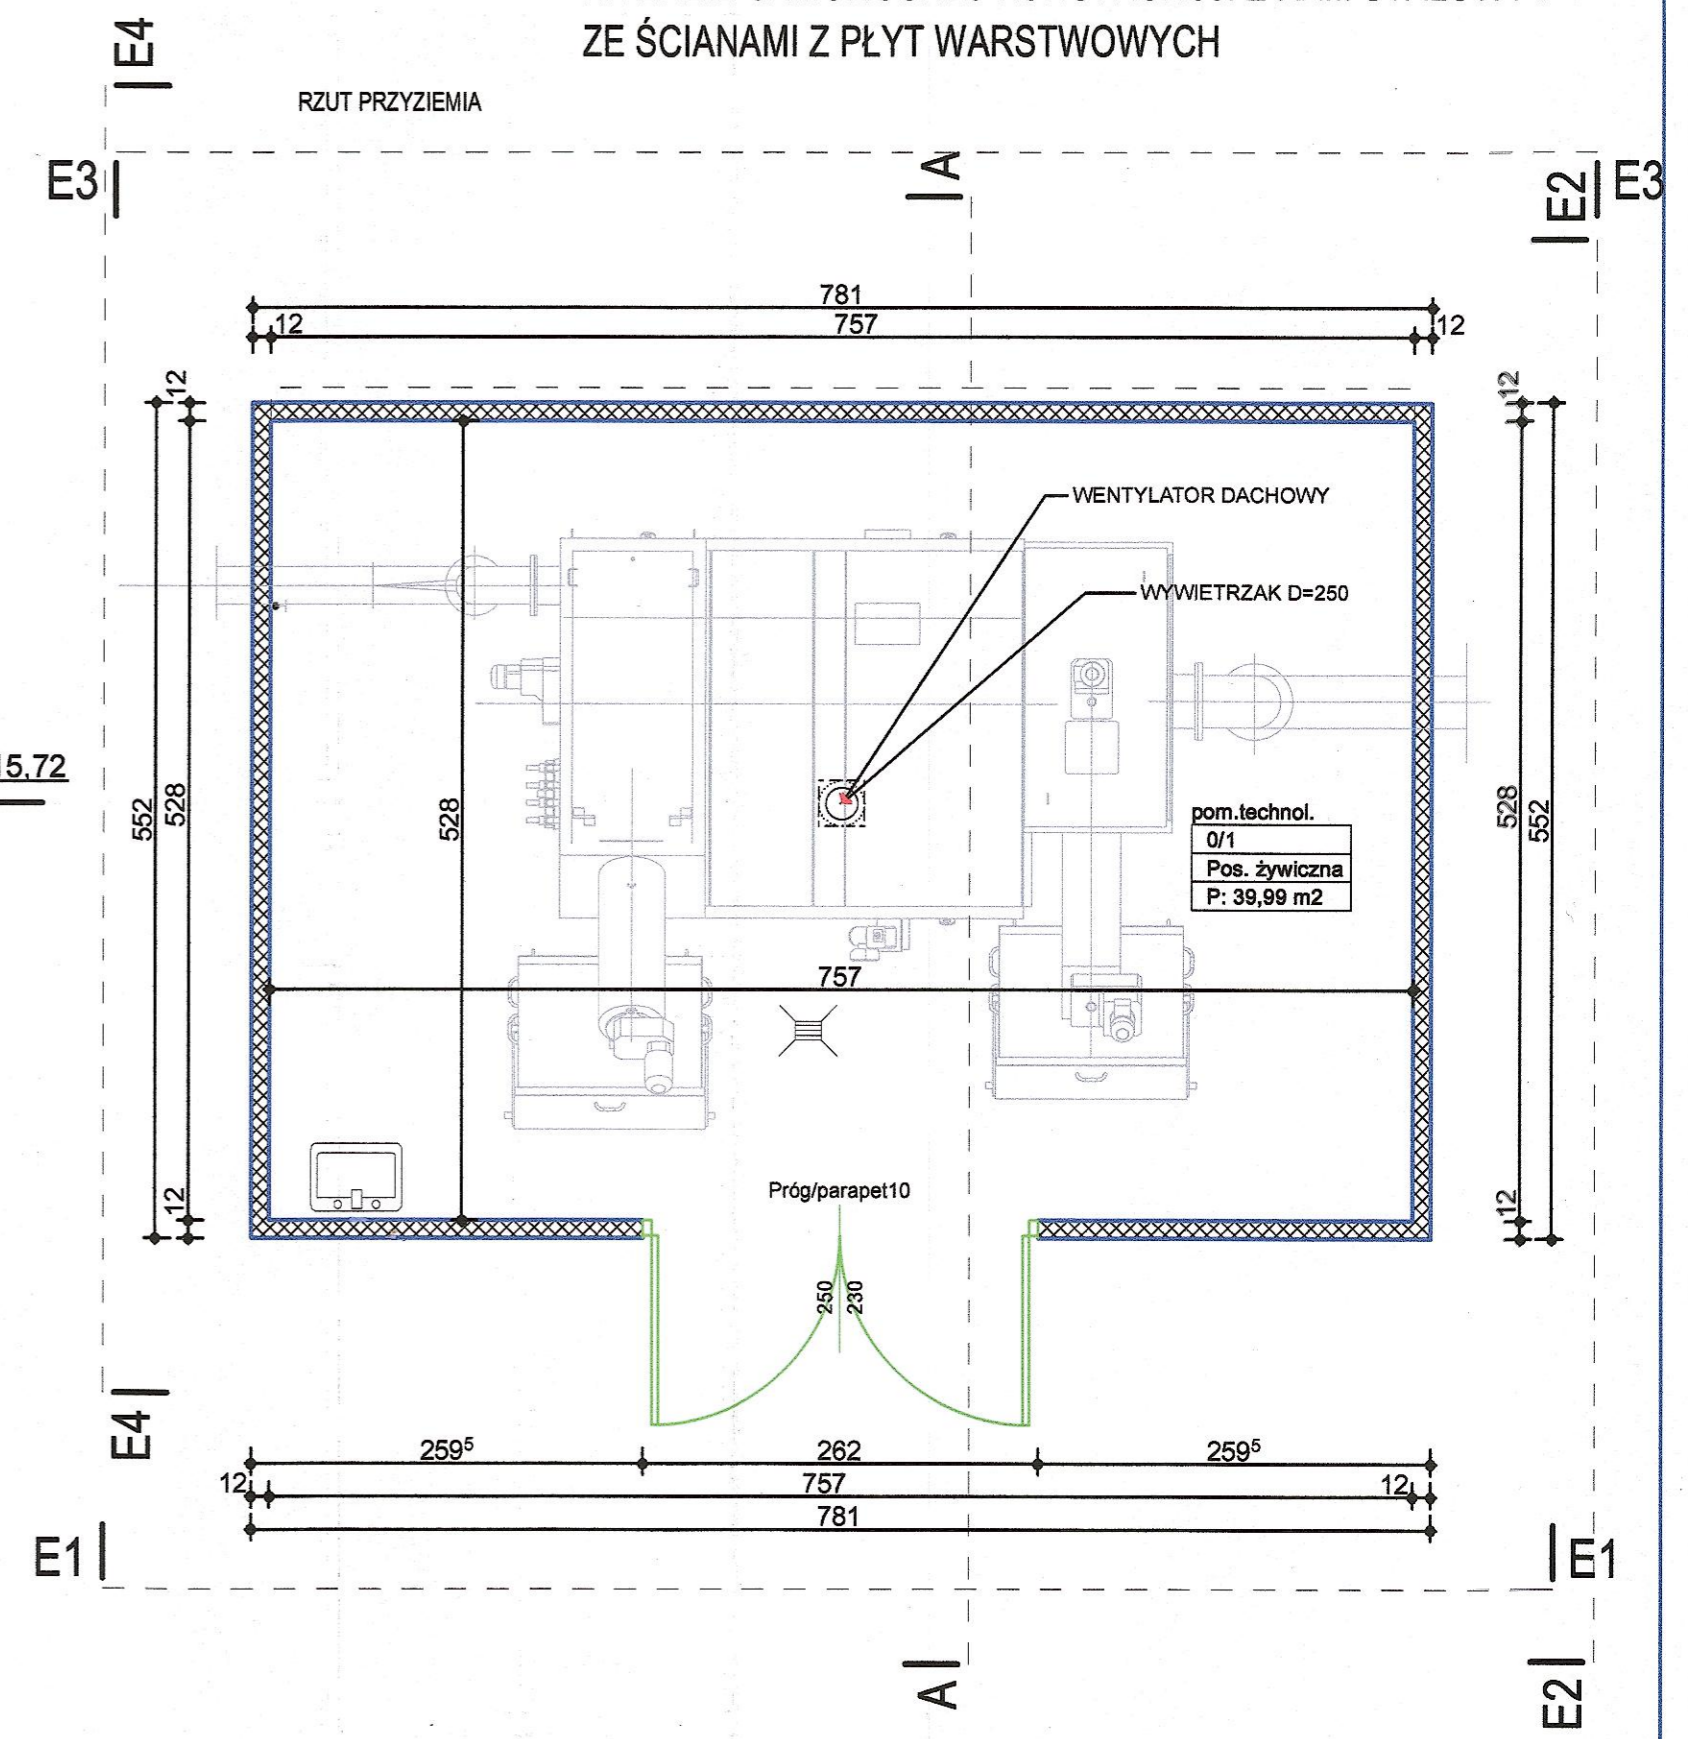 ZE ŚCIANAMI Z PŁYT WARSTWOWYCH
E4
RZUT PRZYZIEMIA
E3
A
E2
E3
781
12
757
12
12
12
WENTYLATOR DACHOWY
WYWIETRZAK D=250
15,72
552
528
528
pom.technol.
0/1
Pos. żywiczna
P: 39,99 m2
528
552
757
12
Próg/parapet10
12
250
230
E4
259⁵
262
259⁵
12
757
12
781
E1
E1
A
E2